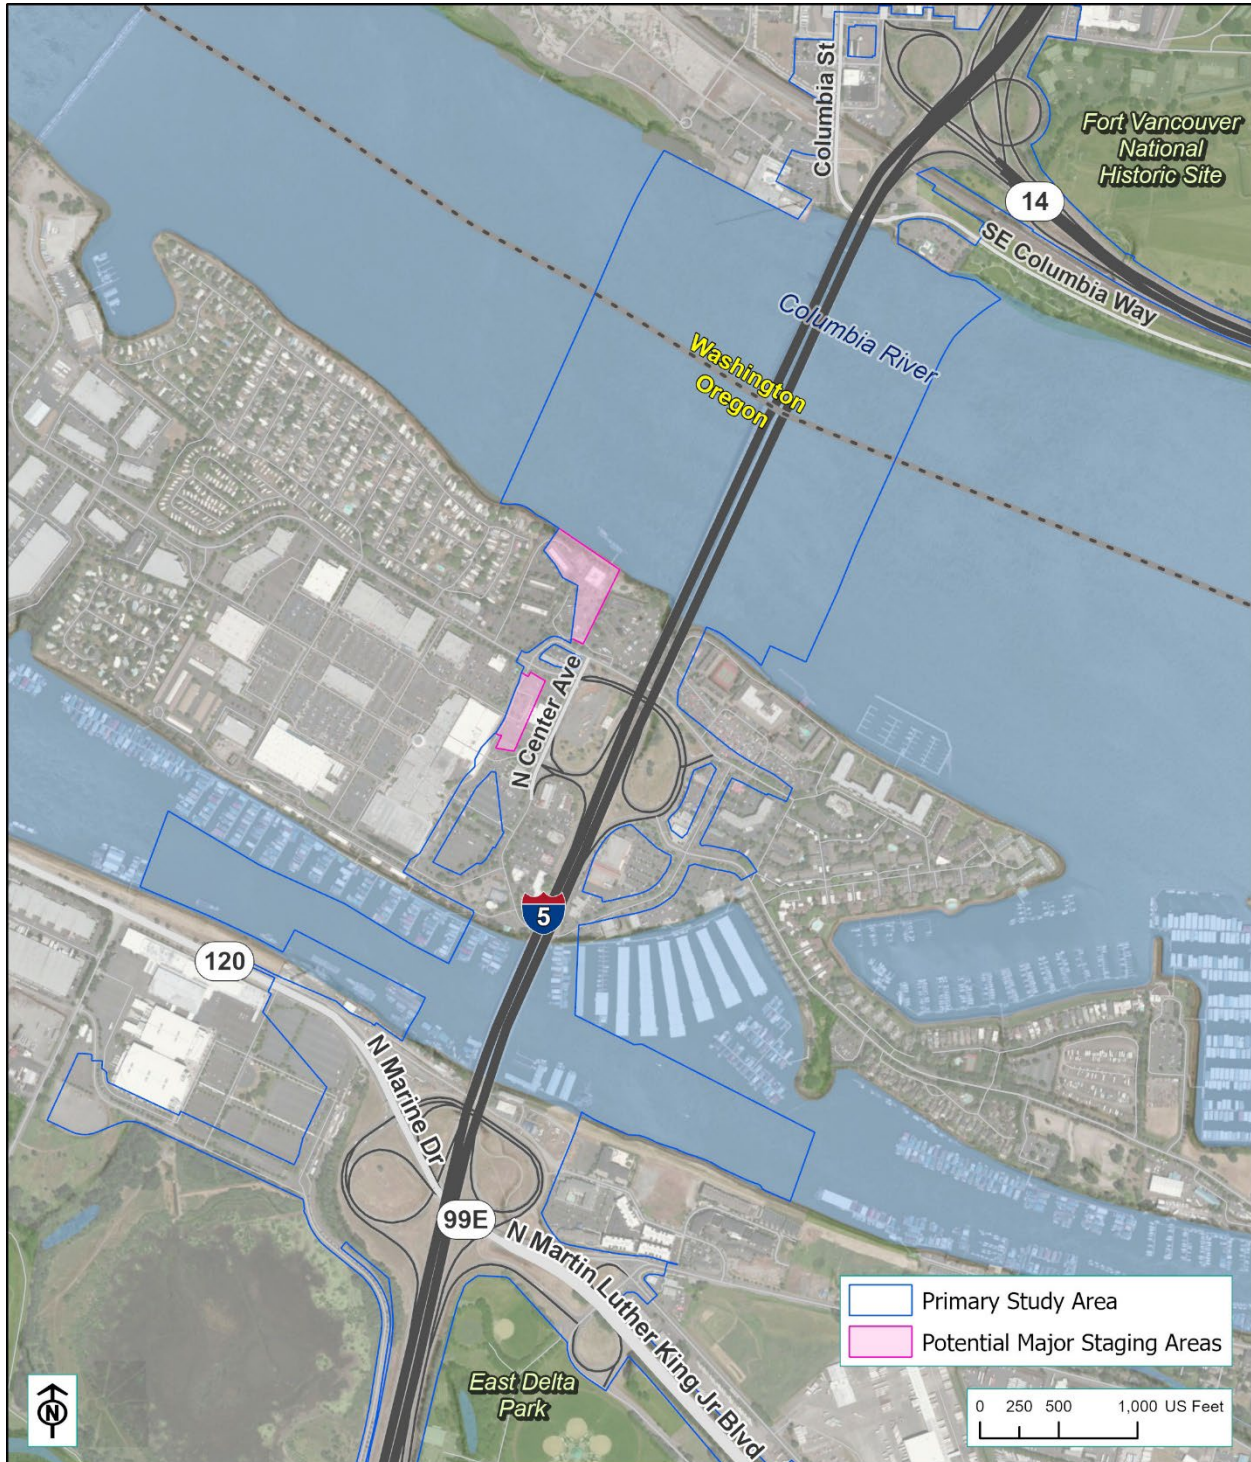 Columbia St
Fort Vancouver
National
Historic Site
14
SE Columbia Way
Columbia River
Washington
Oregon
N Center Ave
5
120
N Marine Dr
99E
N Martin Luther King Jr Blvd
East Delta
Park
Primary Study Area
Potential Major Staging Areas
0 250 500 1,000 US Feet
N